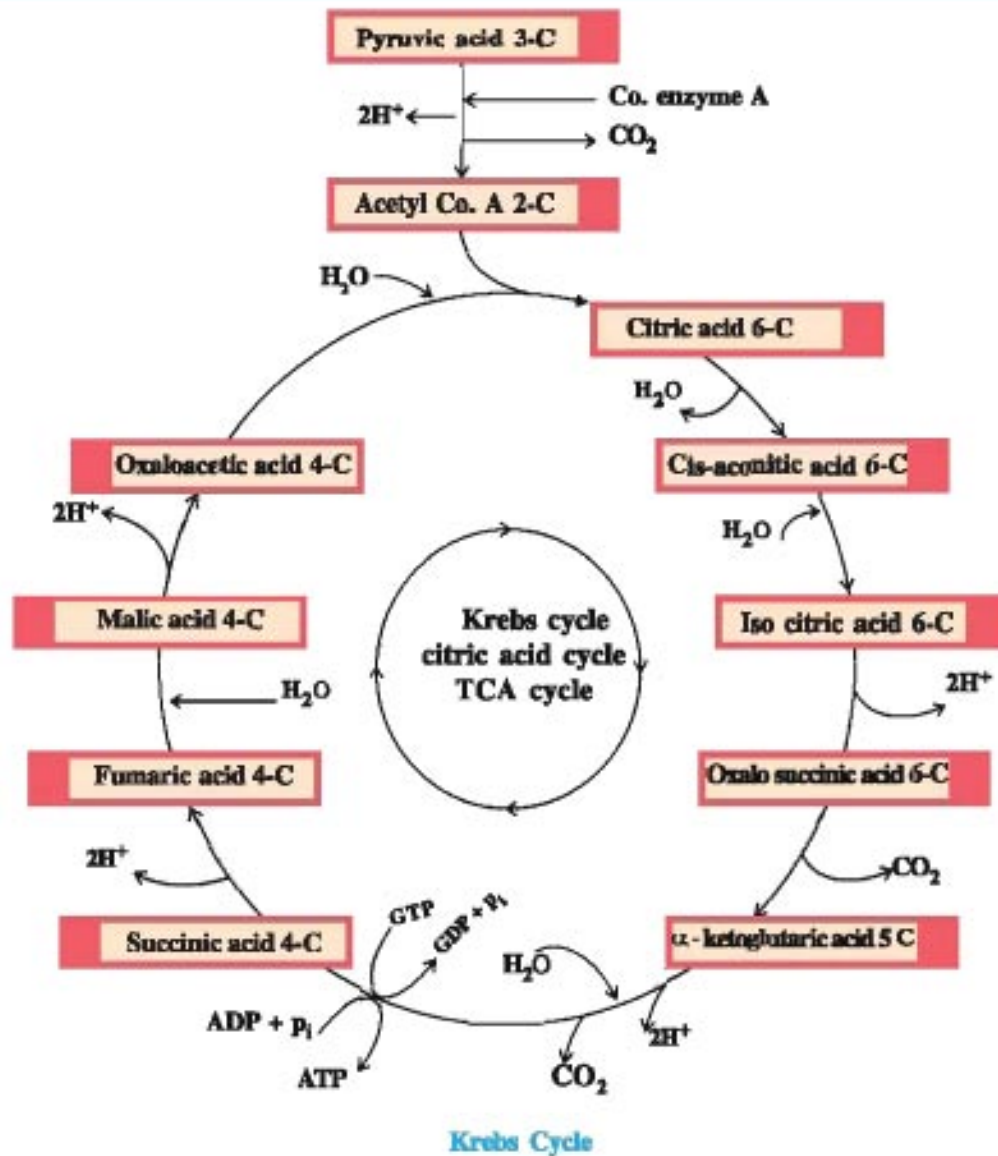 Pyruvic acid 3-C
Co. enzyme A
2H⁺
CO₂
Acetyl Co. A 2-C
H₂O
Citric acid 6-C
H₂O
Cis-aconitic acid 6-C
H₂O
Iso citric acid 6-C
2H⁺
Oxalo succinic acid 6-C
CO₂
α - ketoglutaric acid 5 C
2H⁺
H₂O
CO₂
GTP
GDP + pᵢ
ADP + pᵢ
ATP
Succinic acid 4-C
2H⁺
Fumaric acid 4-C
H₂O
Malic acid 4-C
2H⁺
Oxaloacetic acid 4-C
Krebs cycle
citric acid cycle
TCA cycle
Krebs Cycle